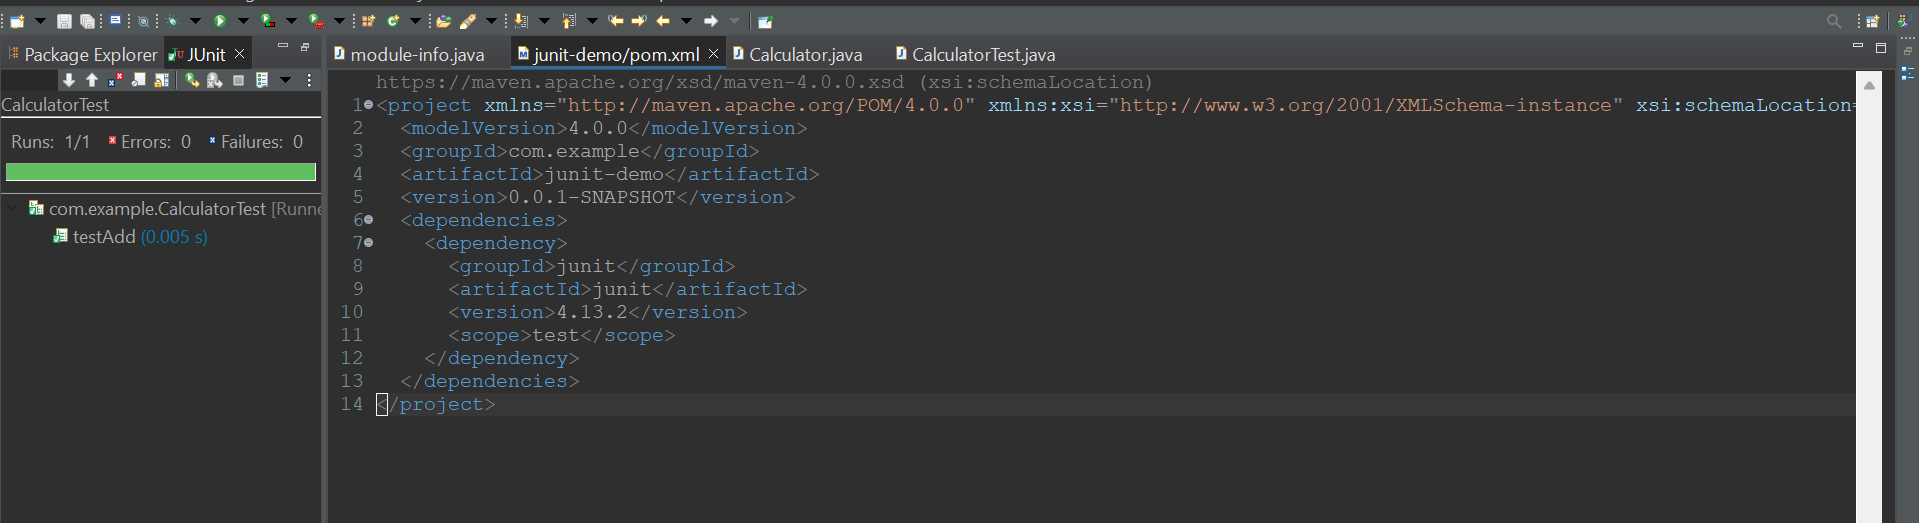 Package Explorer
JUnit
module-info.java
junit-demo/pom.xml
Calculator.java
CalculatorTest.java
CalculatorTest
Runs: 1/1
Errors: 0
Failures: 0
com.example.CalculatorTest [Runne
testAdd (0.005 s)
https://maven.apache.org/xsd/maven-4.0.0.xsd (xsi:schemaLocation)
1 <project xmlns="http://maven.apache.org/POM/4.0.0" xmlns:xsi="http://www.w3.org/2001/XMLSchema-instance" xsi:schemaLocation=
2 <modelVersion>4.0.0</modelVersion>
3 <groupId>com.example</groupId>
4 <artifactId>junit-demo</artifactId>
5 <version>0.0.1-SNAPSHOT</version>
6 <dependencies>
7 <dependency>
8 <groupId>junit</groupId>
9 <artifactId>junit</artifactId>
10 <version>4.13.2</version>
11 <scope>test</scope>
12 </dependency>
13 </dependencies>
14 </project>